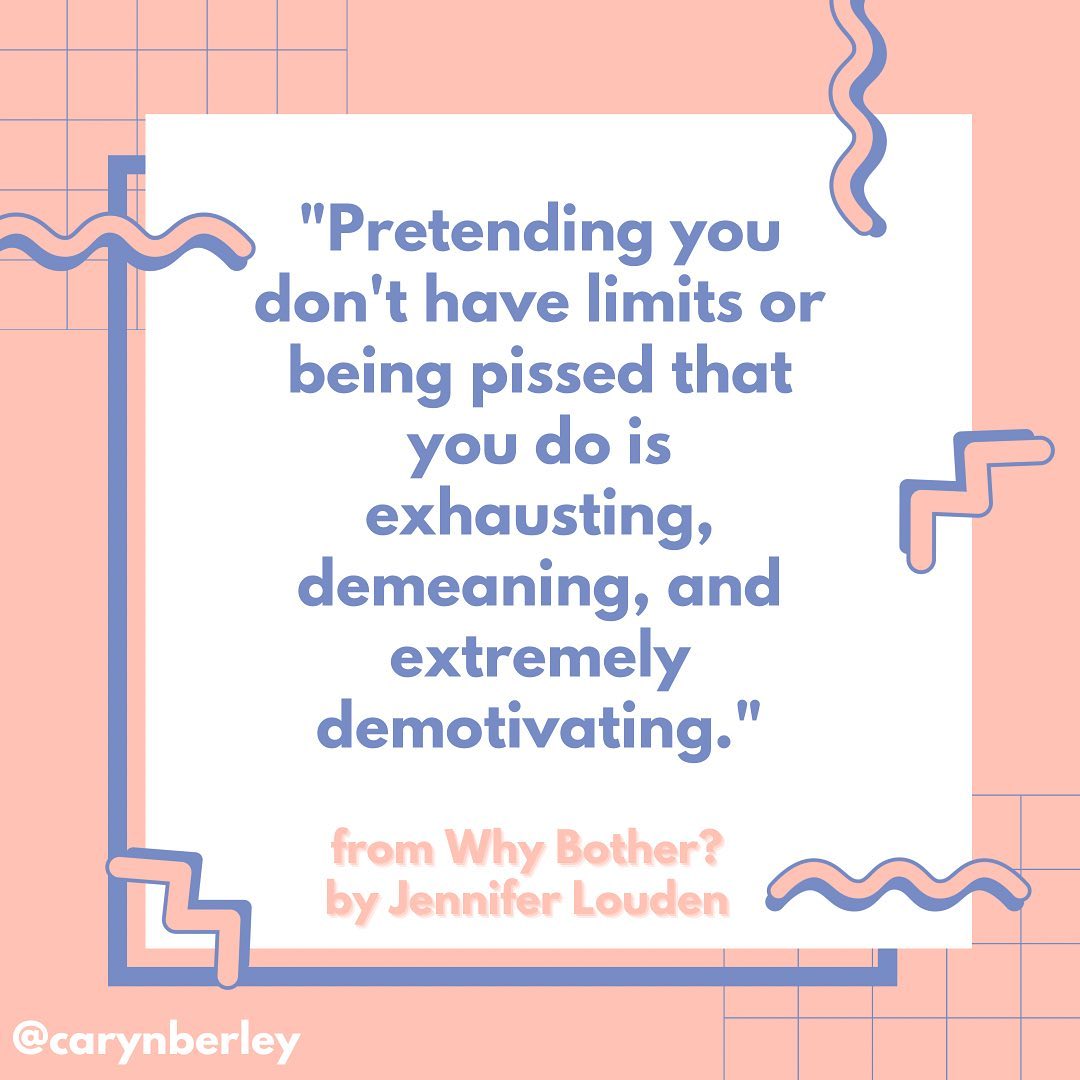 "Pretending you
don't have limits or
being pissed that
you do is
exhausting,
demeaning, and
extremely
demotivating."
from Why Bother?
by Jennifer Louden
@carynberley